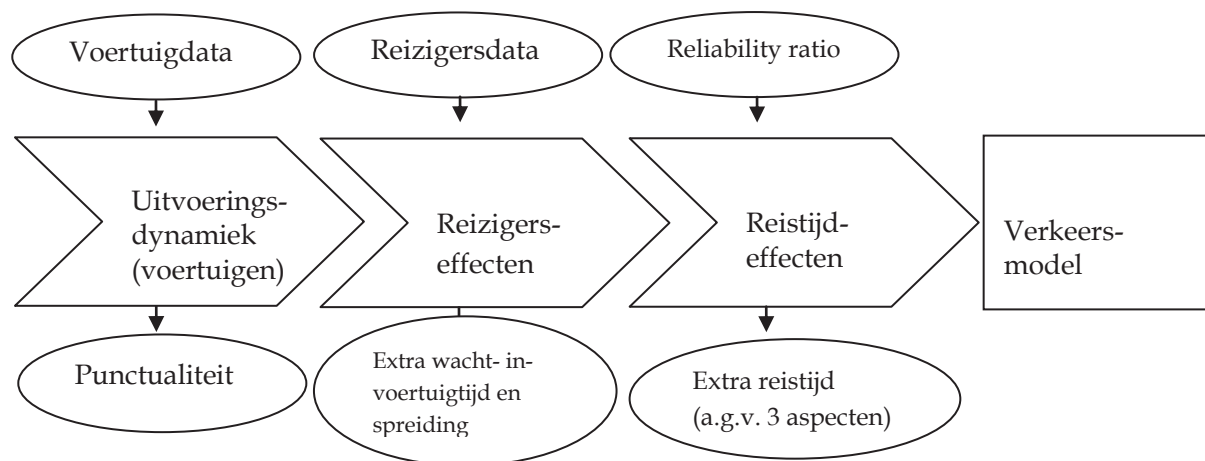 Voertuigdata
Reizigersdata
Reliability ratio
Uitvoerings-
dynamiek
(voertuigen)
Reizigers-
effecten
Reistijd-
effecten
Verkeers-
model
Punctualiteit
Extra wacht- in-
voertuigtijd en
spreiding
Extra reistijd
(a.g.v. 3 aspecten)